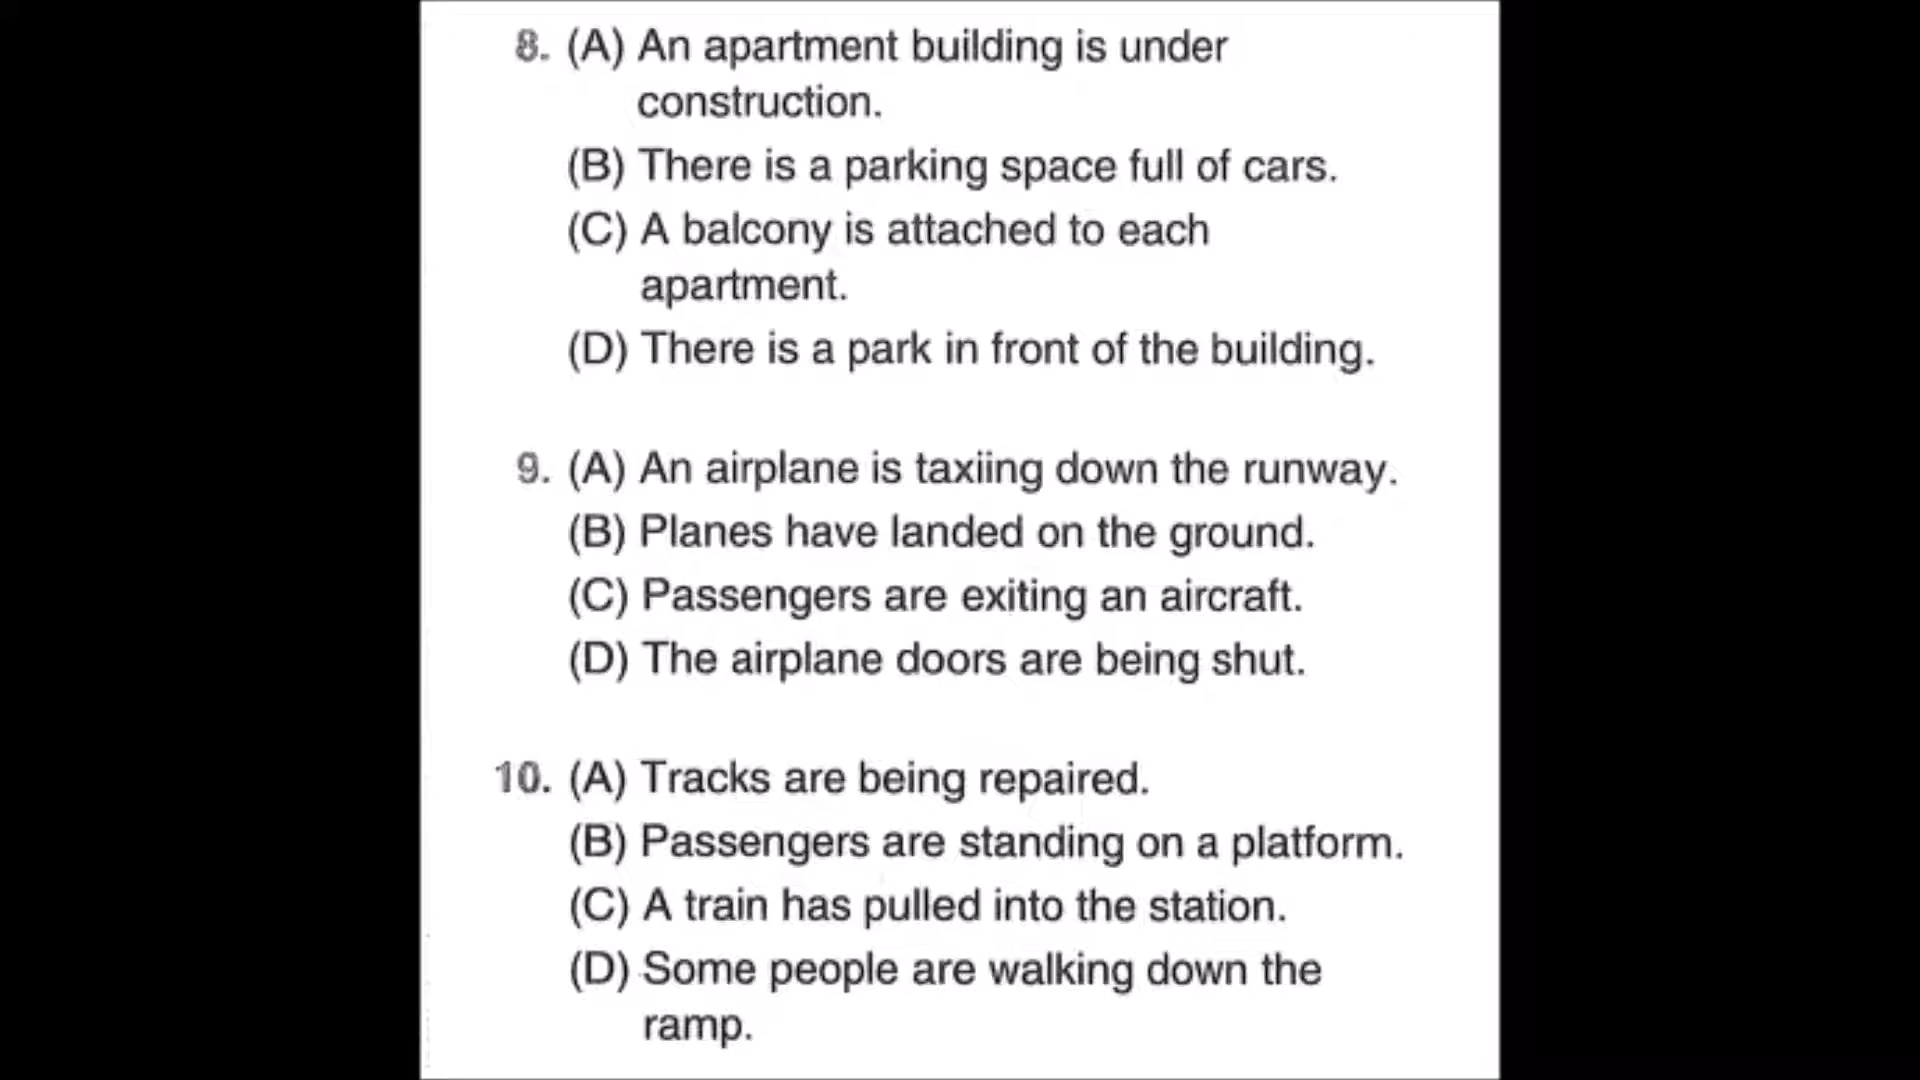 8. (A) An apartment building is under
construction.
(B) There is a parking space full of cars.
(C) A balcony is attached to each
apartment.
(D) There is a park in front of the building.
9. (A) An airplane is taxiing down the runway.
(B) Planes have landed on the ground.
(C) Passengers are exiting an aircraft.
(D) The airplane doors are being shut.
10. (A) Tracks are being repaired.
(B) Passengers are standing on a platform.
(C) A train has pulled into the station.
(D) Some people are walking down the
ramp.